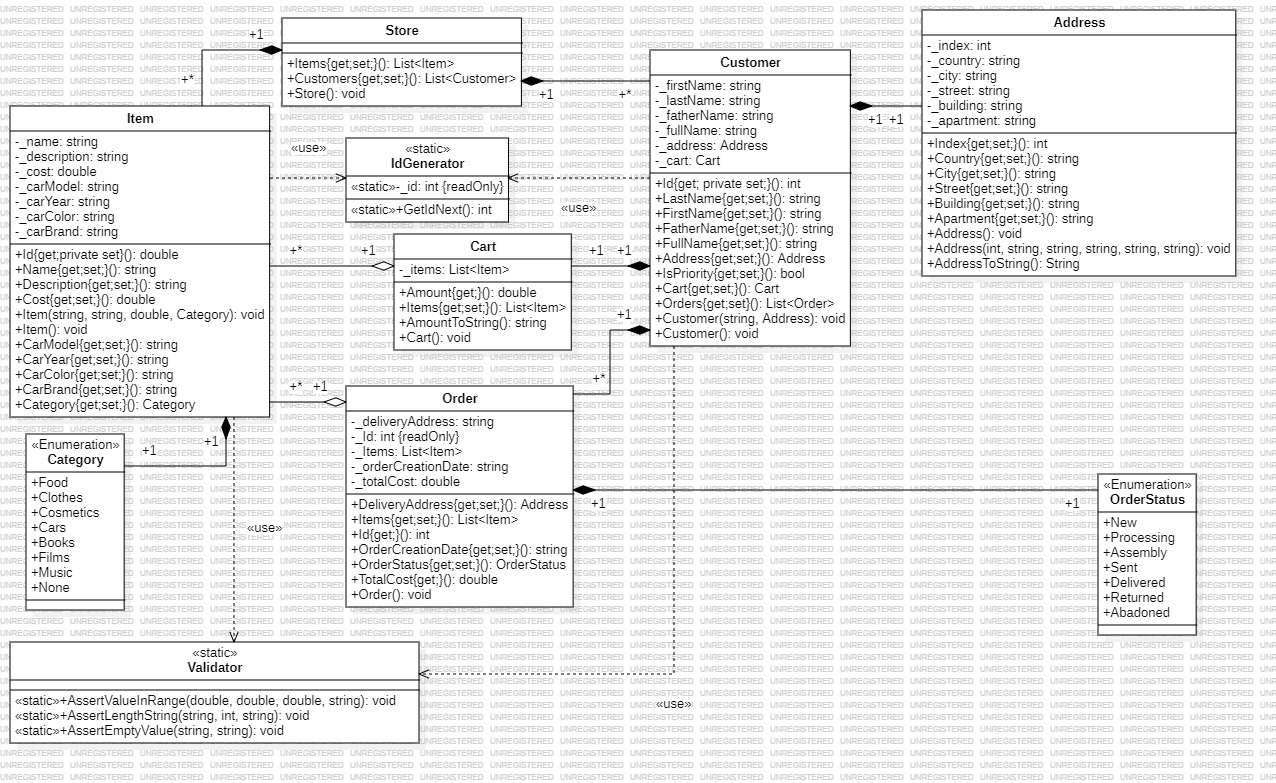 Store
+Items{get;set;}(): List<Item>
+Customers{get;set;}(): List<Customer>
+Store(): void
+1
+*
+1
+*
Item
-_name: string
-_description: string
-_cost: double
-_carModel: string
-_carYear: string
-_carColor: string
-_carBrand: string
+Id{get;private set}(): double
+Name{get;set;}(): string
+Description{get;set;}(): string
+Cost{get;set;}(): double
+Item(string, string, double, Category): void
+Item(): void
+CarModel{get;set;}(): string
+CarYear{get;set;}(): string
+CarColor{get;set;}(): string
+CarBrand{get;set;}(): string
+Category{get;set;}(): Category
«use»
«static»
IdGenerator
«static»-_id: int {readOnly}
«static»+GetIdNext(): int
«use»
Customer
-_firstName: string
-_lastName: string
-_fatherName: string
-_fullName: string
-_address: Address
-_cart: Cart
+Id{get; private set;}(): int
+LastName{get;set;}(): string
+FirstName{get;set;}(): string
+FatherName{get;set;}(): string
+FullName{get;set;}(): string
+Address{get;set;}(): Address
+IsPriority{get;set;}(): bool
+Cart{get;set;}(): Cart
+Orders{get;set}(): List<Order>
+Customer(string, Address): void
+Customer(): void
+1 +1
Address
-_index: int
-_country: string
-_city: string
-_street: string
-_building: string
-_apartment: string
+Index{get;set;}(): int
+Country{get;set;}(): string
+City{get;set;}(): string
+Street{get;set;}(): string
+Building{get;set;}(): string
+Apartment{get;set;}(): string
+Address(): void
+Address(int, string, string, string, string, string): void
+AddressToString(): String
+* +1
Cart
-_items: List<Item>
+Amount{get;}(): double
+Items{get;set;}(): List<Item>
+AmountToString(): string
+Cart(): void
+1 +1
+1
+*
+* +1
Order
-_deliveryAddress: string
-_Id: int {readOnly}
-_Items: List<Item>
-_orderCreationDate: string
-_totalCost: double
+DeliveryAddress{get;set;}(): Address
+Items{get;set;}(): List<Item>
+Id{get;}(): int
+OrderCreationDate{get;set;}(): string
+OrderStatus{get;set;}(): OrderStatus
+TotalCost{get;}(): double
+Order(): void
+1
+1
«Enumeration»
OrderStatus
+New
+Processing
+Assembly
+Sent
+Delivered
+Returned
+Abadoned
+1
+1
«Enumeration»
Category
+Food
+Clothes
+Cosmetics
+Cars
+Books
+Films
+Music
+None
«use»
«static»
Validator
«static»+AssertValueInRange(double, double, double, string): void
«static»+AssertLengthString(string, int, string): void
«static»+AssertEmptyValue(string, string): void
«use»
UNREGISTERED